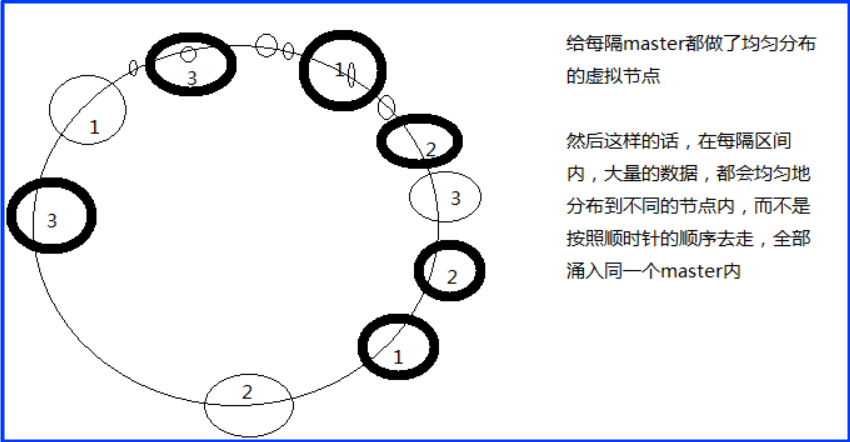 给每隔master都做了均匀分布
的虚拟节点
然后这样的话，在每隔区间
内，大量的数据，都会均匀地
分布到不同的节点内，而不是
按照顺时针的顺序去走，全部
涌入同一个master内
3
1
1
2
3
3
2
1
2